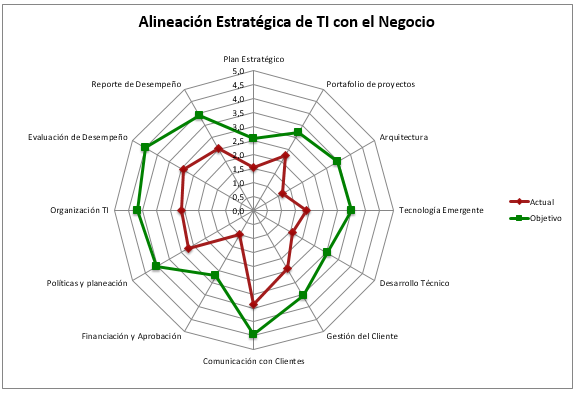 Alineación Estratégica de TI con el Negocio
Plan Estratégico
Reporte de Desempeño
Portafolio de proyectos
Evaluación de Desempeño
Arquitectura
Organización TI
Tecnologia Emergente
Políticas y planeación
Desarrollo Técnico
Financiación y Aprobación
Gestión del Cliente
Comunicación con Clientes
5,0
4,5
4,0
3,5
3,0
2,5
2,0
1,5
1,0
0,5
0,0
Actual
Objetivo